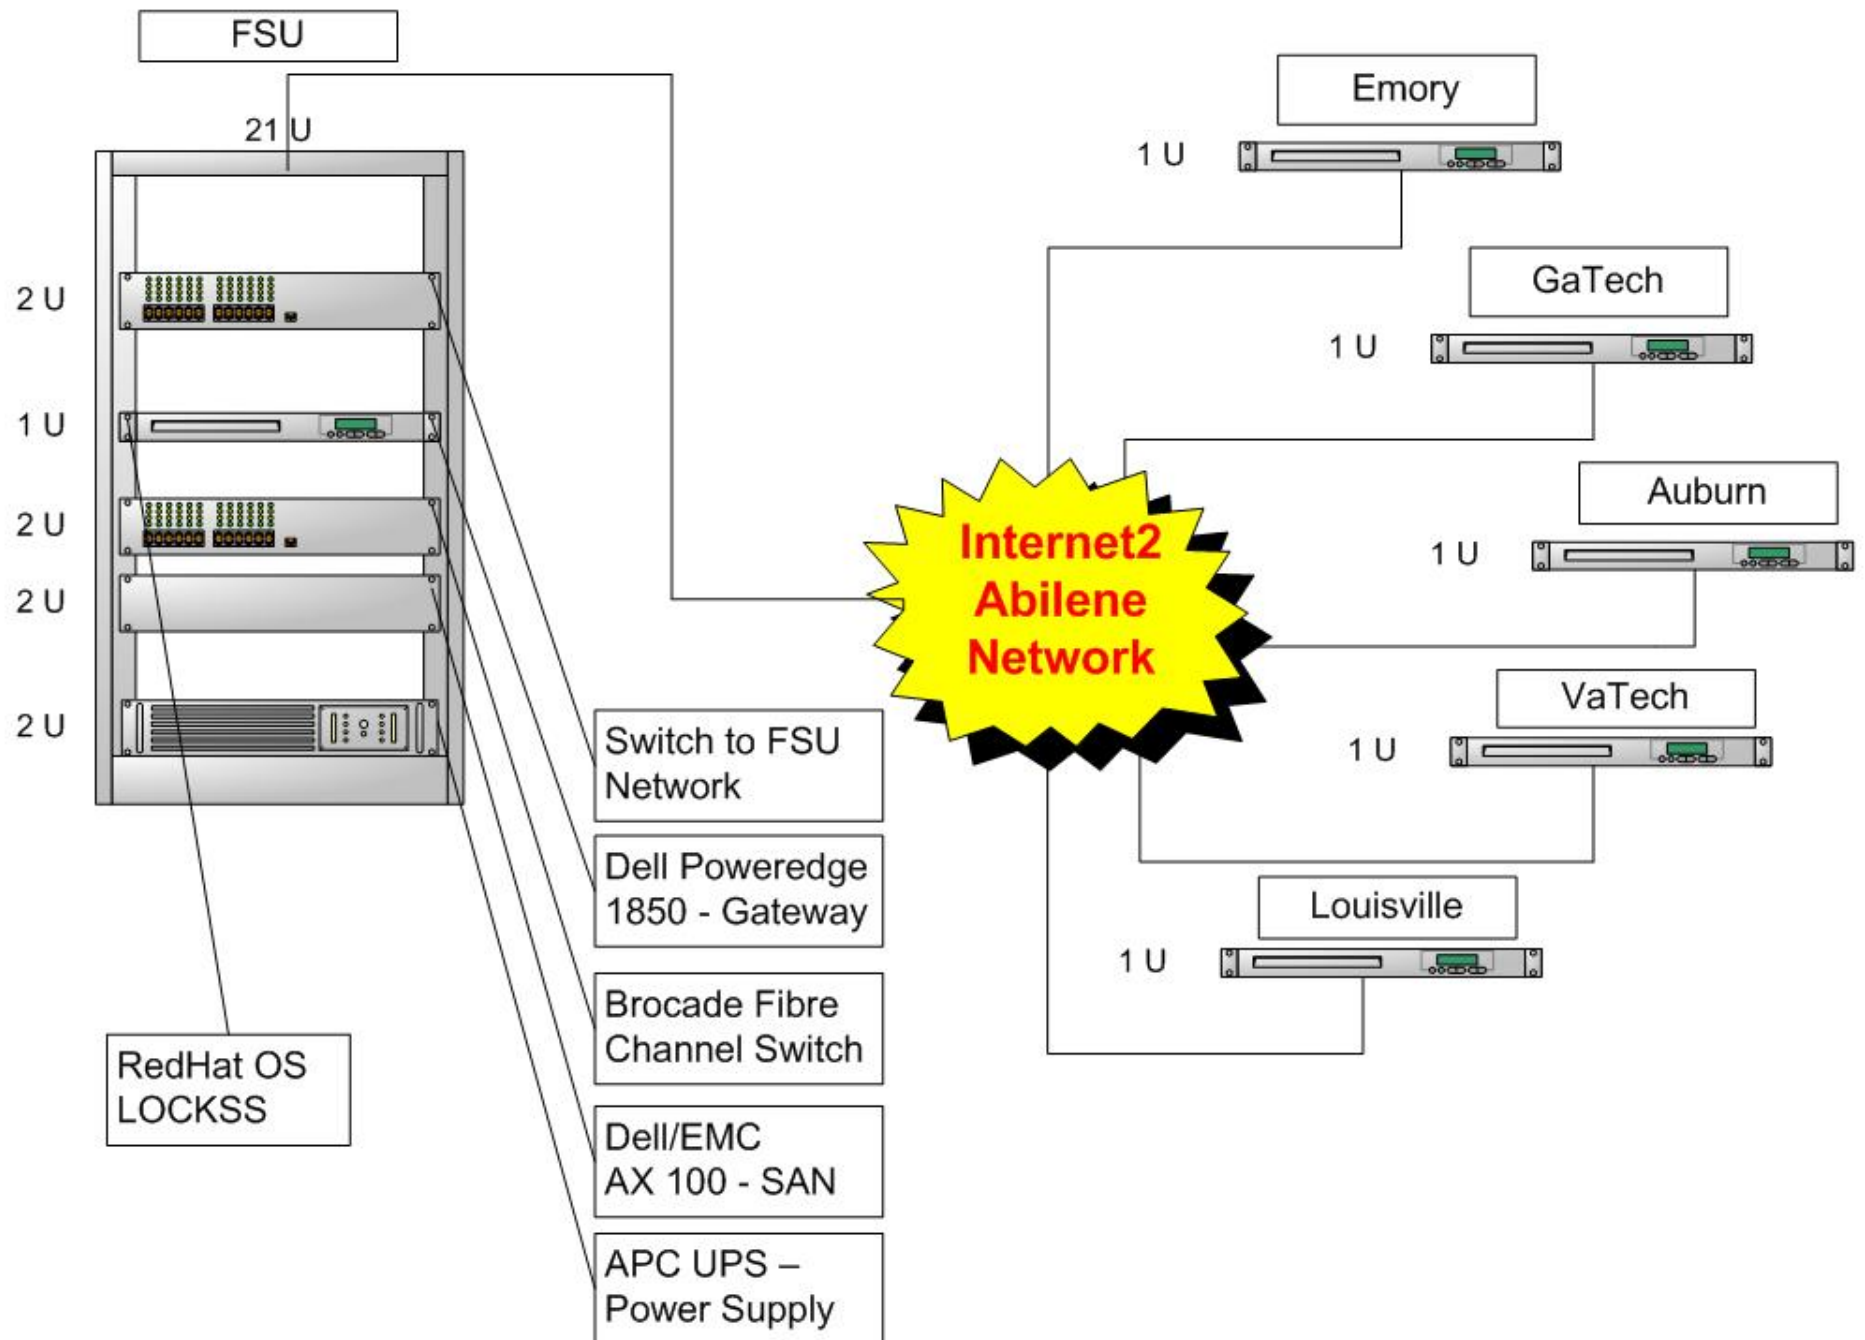 FSU
21 U
2 U
1 U
2 U
2 U
2 U
RedHat OS
LOCKSS
Switch to FSU
Network
Dell Poweredge
1850 - Gateway
Brocade Fibre
Channel Switch
Dell/EMC
AX 100 - SAN
APC UPS –
Power Supply
Internet2
Abilene
Network
Emory
1 U
GaTech
1 U
Auburn
1 U
VaTech
1 U
Louisville
1 U